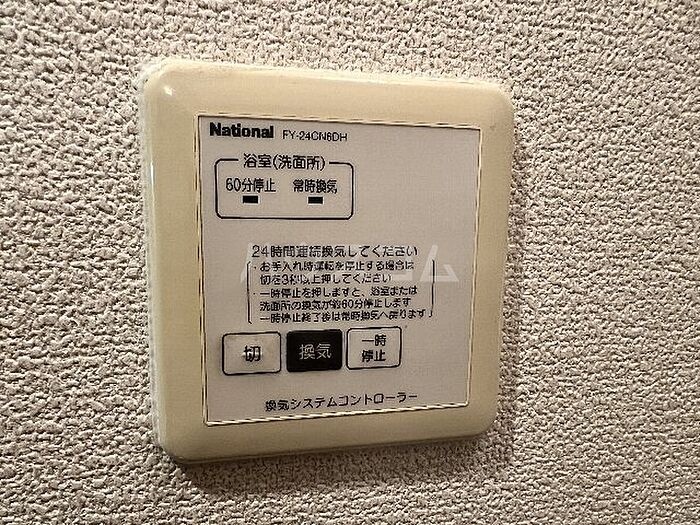 National FY-24CN6DH
浴室(洗面所)
60分停止 常時換気
24時間連続換気してください
・お手入れ時運転を停止する場合は
切を3秒以上押してください
・一時停止を押しますと、浴室または
洗面所の換気が約60分停止します
一時停止終了後は常時換気へ戻ります
切 換気 一時停止
換気システムコントローラー